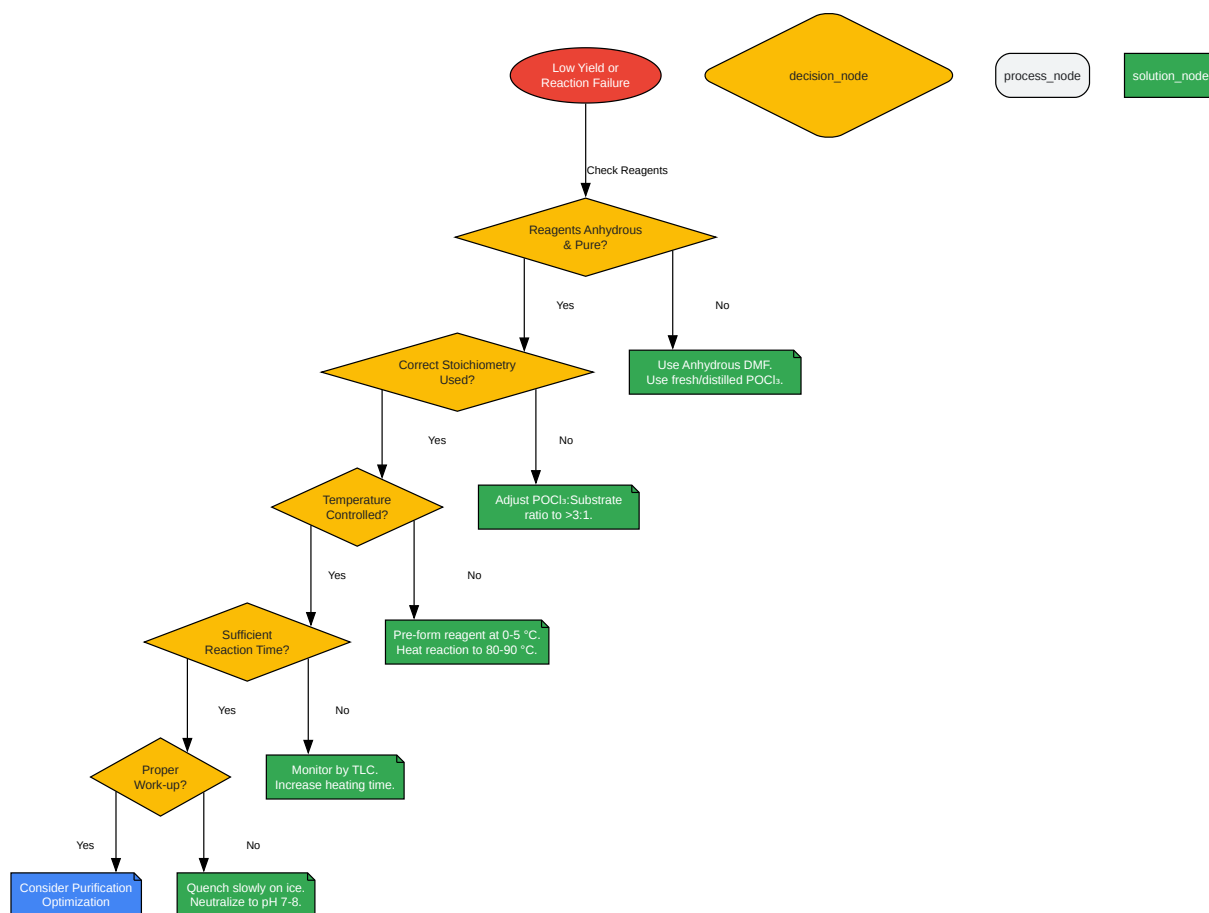 Low Yield or
Reaction Failure
decision_node
process_node
solution_node
Check Reagents
Reagents Anhydrous
& Pure?
Yes
No
Use Anhydrous DMF.
Use fresh/distilled POCl₃.
Correct Stoichiometry
Used?
Yes
No
Adjust POCl₃:Substrate
ratio to >3:1.
Temperature
Controlled?
Yes
No
Pre-form reagent at 0-5 °C.
Heat reaction to 80-90 °C.
Sufficient
Reaction Time?
Yes
No
Monitor by TLC.
Increase heating time.
Proper
Work-up?
Yes
No
Consider Purification
Optimization
Quench slowly on ice.
Neutralize to pH 7-8.